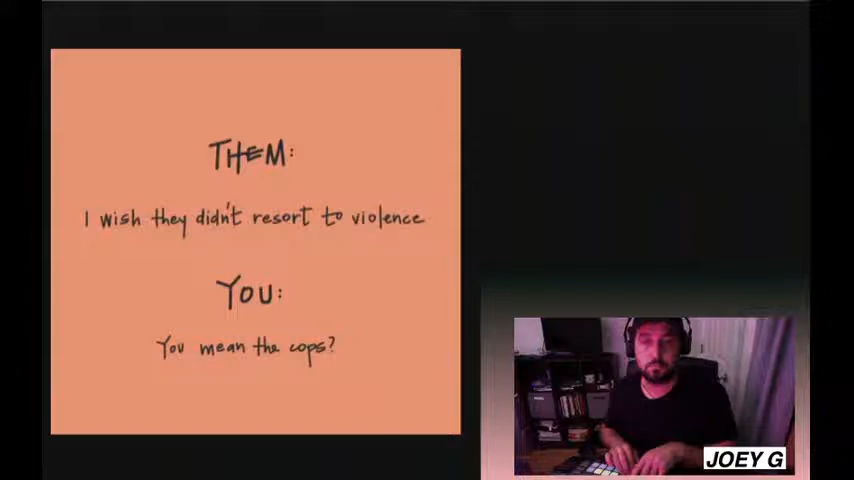 THEM:
I wish they didn't resort to violence
YOU:
You mean the cops?
JOEY G